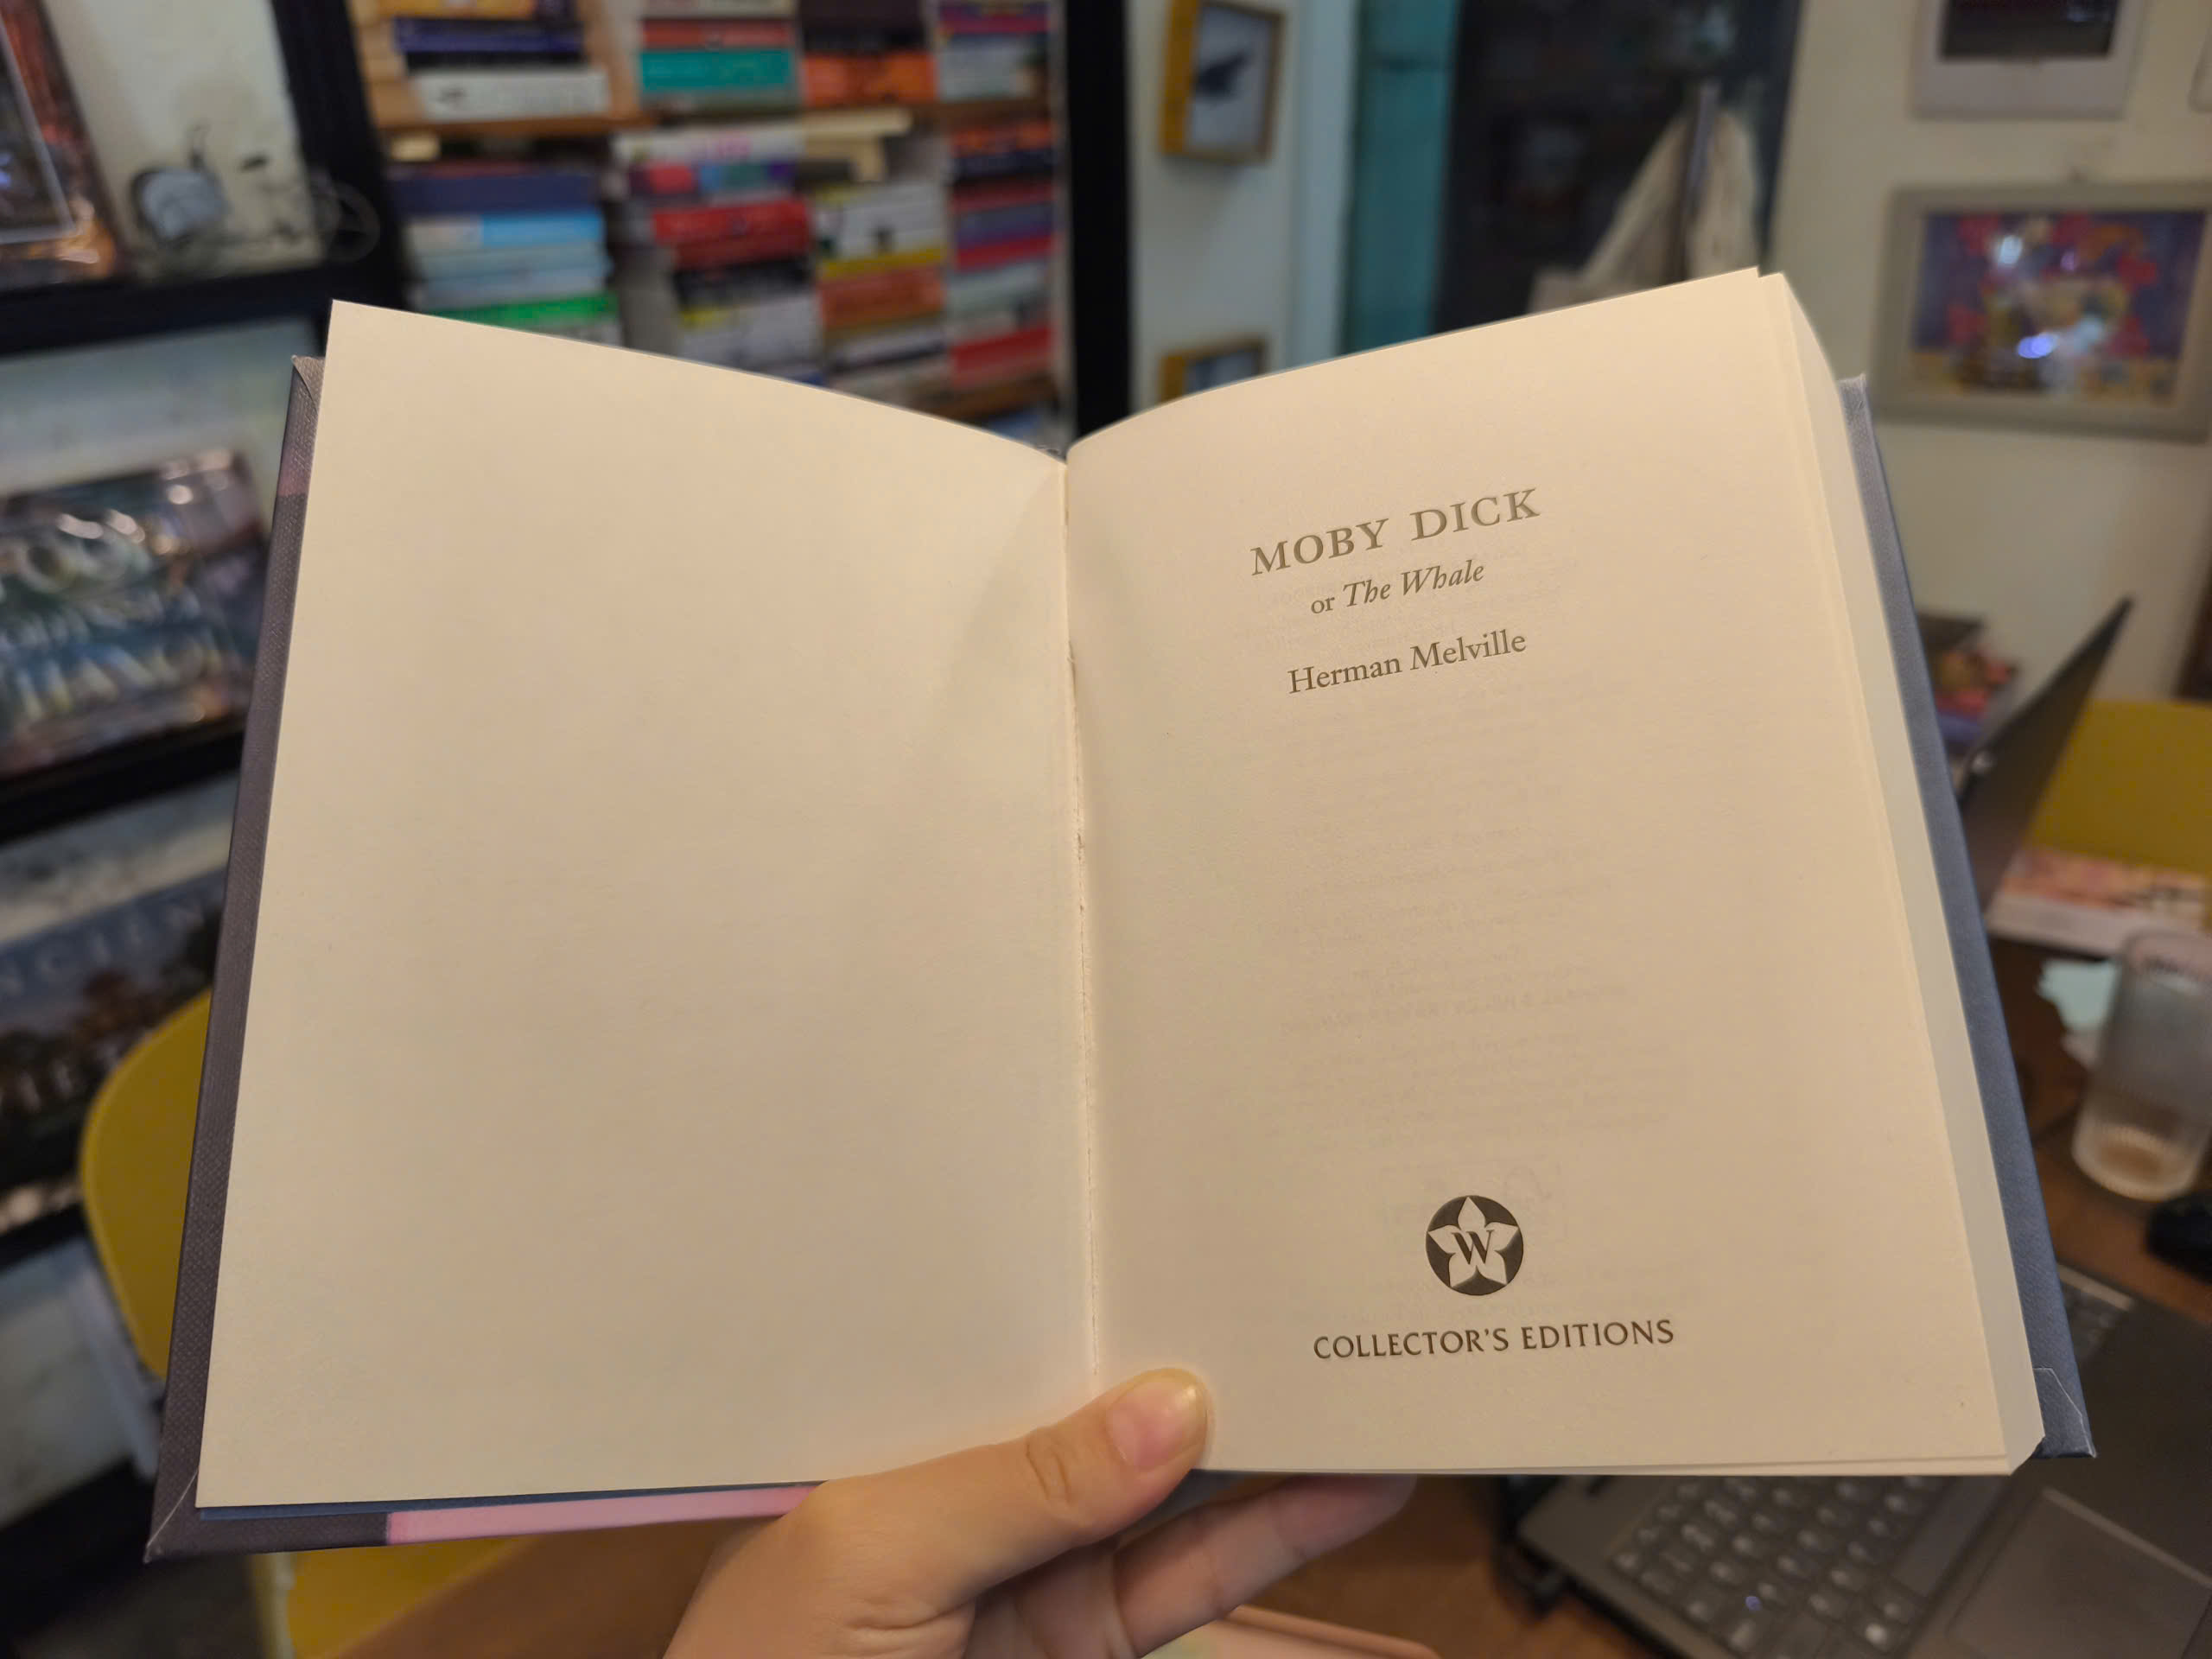 MOBY DICK
or The Whale
Herman Melville
W
COLLECTOR'S EDITIONS